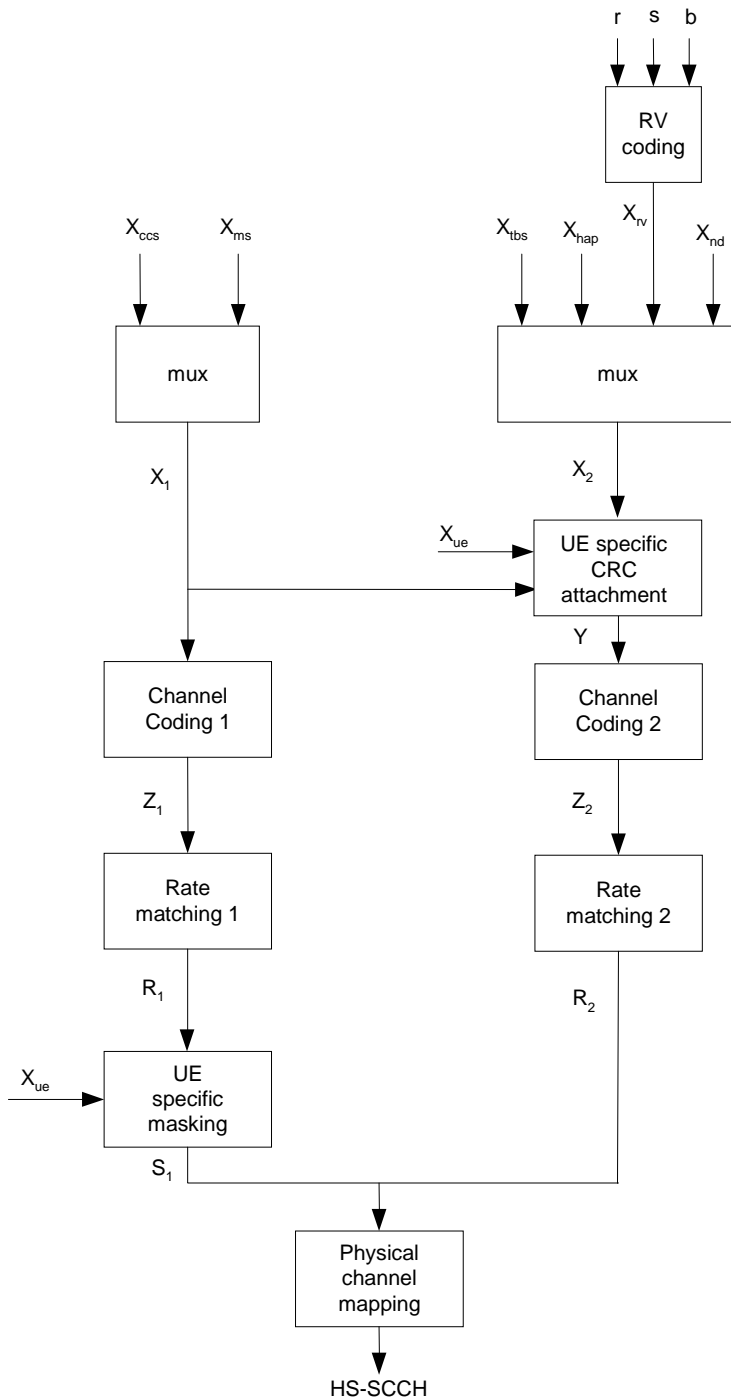 r s b
RV
coding
X_ccs X_ms X_tbs X_hap X_rv X_nd
mux mux
X_1 X_2
X_ue
UE specific
CRC
attachment
Y
Channel
Coding 1
Channel
Coding 2
Z_1 Z_2
Rate
matching 1
Rate
matching 2
R_1 R_2
X_ue
UE
specific
masking
S_1
Physical
channel
mapping
HS-SCCH